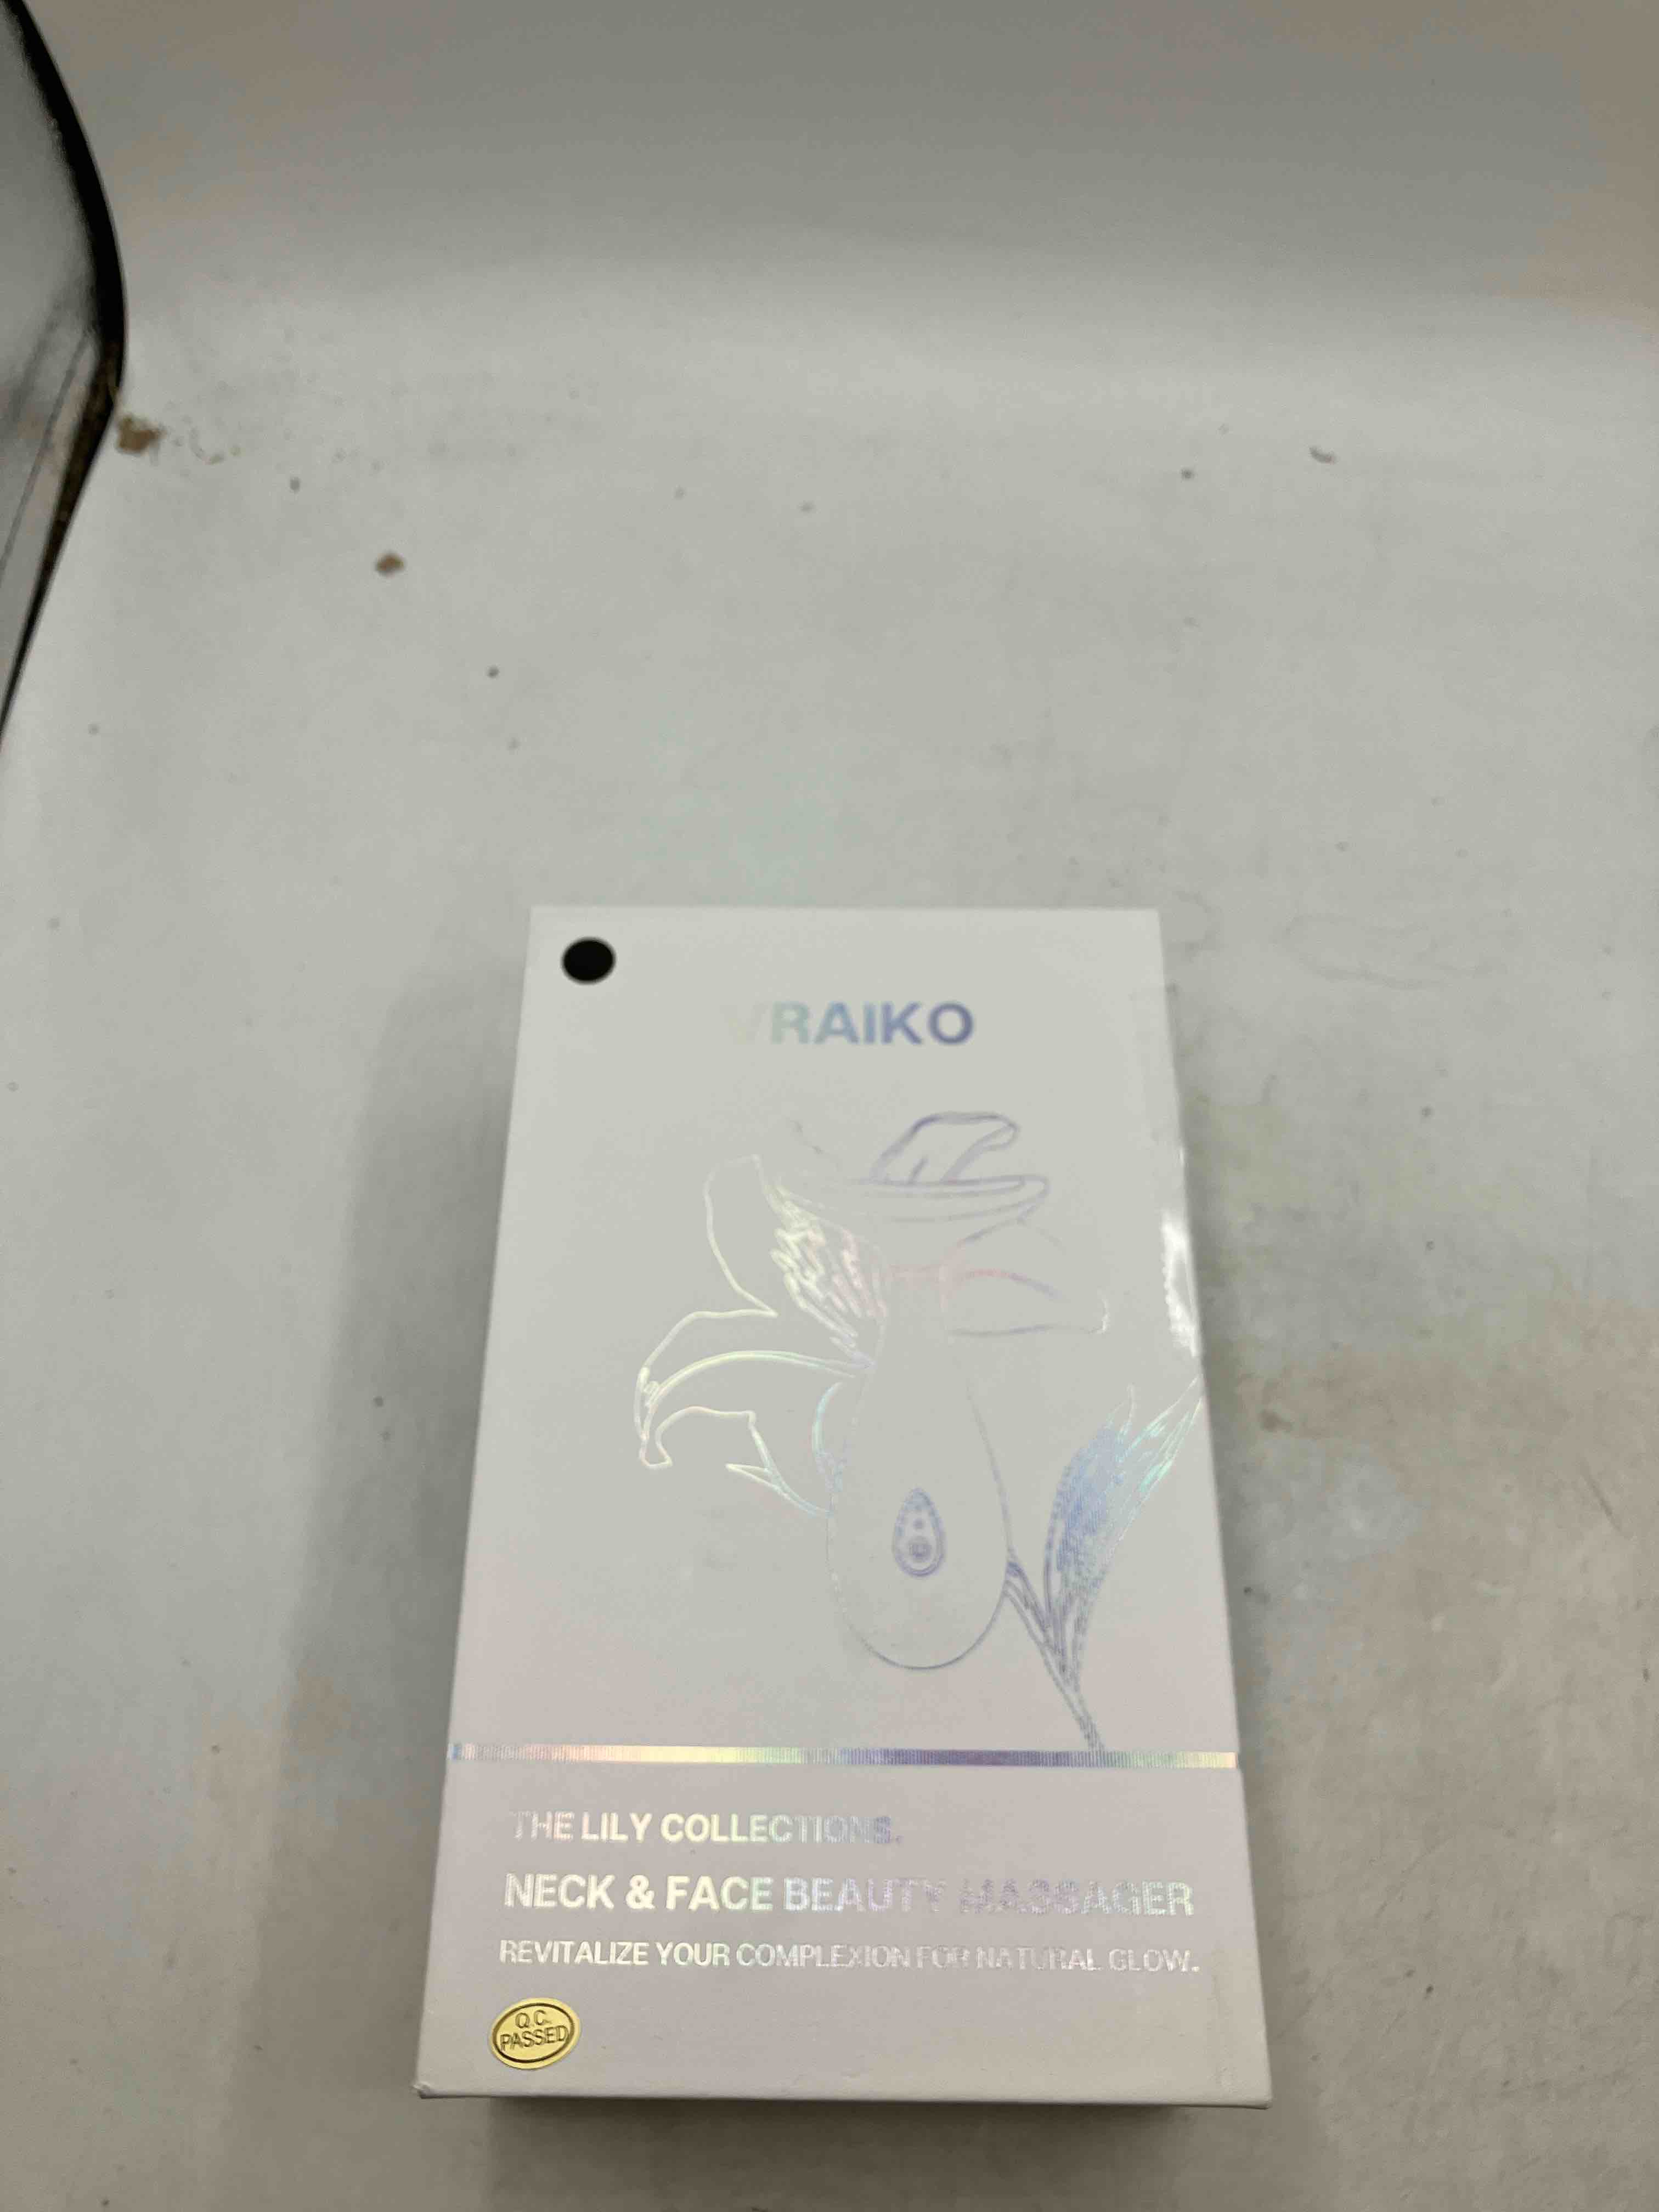 VRAIKO
THE LILY COLLECTIONS.
NECK & FACE BEAUTY MASSAGER
REVITALIZE YOUR COMPLEXION FOR NATURAL GLOW.
Q.C.
PASSED